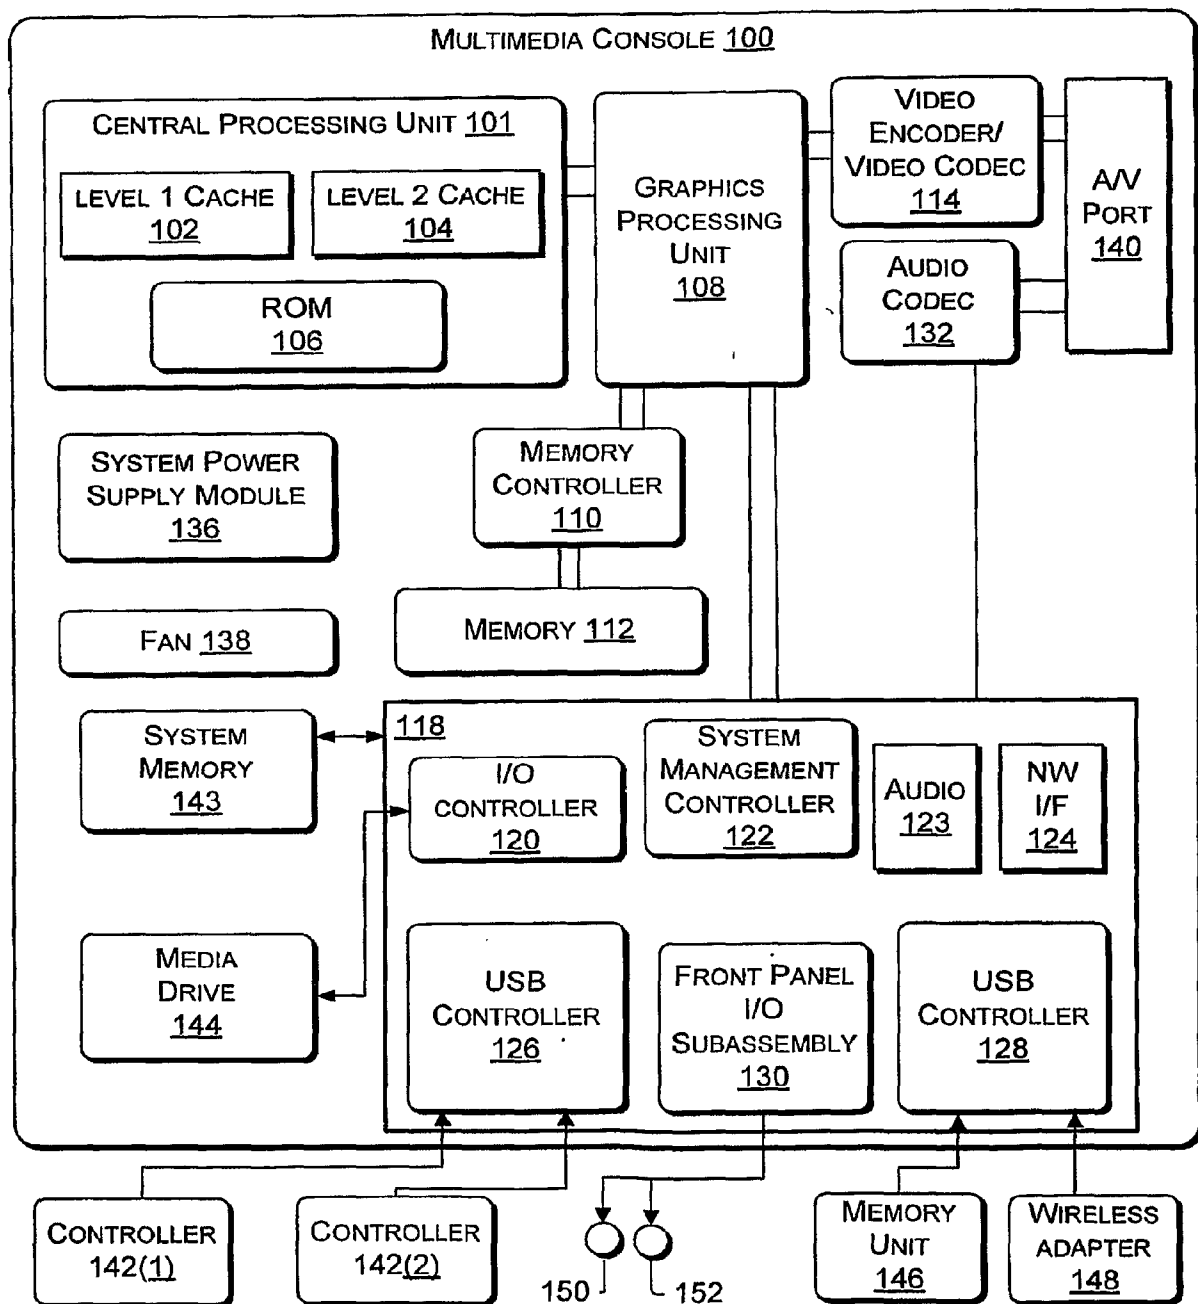 MULTIMEDIA CONSOLE 100
CENTRAL PROCESSING UNIT 101
LEVEL 1 CACHE
102
LEVEL 2 CACHE
104
ROM
106
GRAPHICS
PROCESSING
UNIT
108
VIDEO
ENCODER/
VIDEO CODEC
114
AUDIO
CODEC
132
A/V
PORT
140
SYSTEM POWER
SUPPLY MODULE
136
MEMORY
CONTROLLER
110
FAN 138
MEMORY 112
SYSTEM
MEMORY
143
118
I/O
CONTROLLER
120
SYSTEM
MANAGEMENT
CONTROLLER
122
AUDIO
123
NW
I/F
124
MEDIA
DRIVE
144
USB
CONTROLLER
126
FRONT PANEL
I/O
SUBASSEMBLY
130
USB
CONTROLLER
128
CONTROLLER
142(1)
CONTROLLER
142(2)
150
152
MEMORY
UNIT
146
WIRELESS
ADAPTER
148